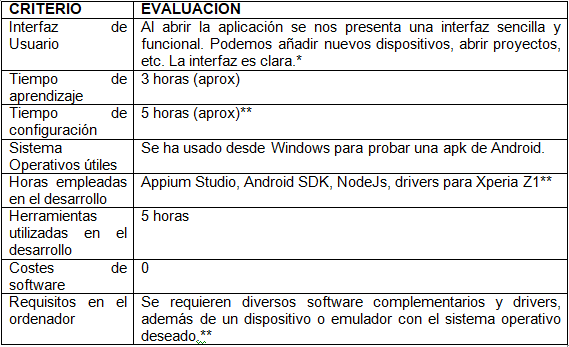 CRITERIO EVALUACION
Interfaz de Usuario
Al abrir la aplicación se nos presenta una interfaz sencilla y
funcional. Podemos añadir nuevos dispositivos, abrir proyectos,
etc. La interfaz es clara.*
Tiempo de
aprendizaje
3 horas (aprox)
Tiempo de
configuración
5 horas (aprox)**
Sistema
Operativos útiles
Se ha usado desde Windows para probar una apk de Android.
Horas empleadas
en el desarrollo
Appium Studio, Android SDK, NodeJs, drivers para Xperia Z1**
Herramientas
utilizadas en el
desarrollo
5 horas
Costes de
software
0
Requisitos en el
ordenador
Se requieren diversos software complementarios y drivers,
además de un dispositivo o emulador con el sistema operativo
deseado.**